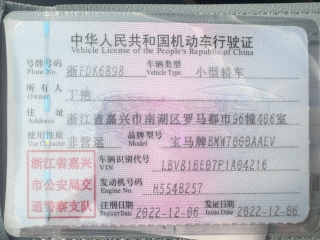 中华人民共和国机动车行驶证
Vehicle License of the People's Republic of China
号牌号码 浙FDK6898 车辆类型 小型轿车
Plate No. Vehicle Type
所有人 丁艳
Owner
住址 浙江省嘉兴市南湖区罗马都市96幢406室
Address
使用性质 非营运 品牌型号 宝马牌BKW7000AAEV
Use Character Model
浙江省嘉兴 车辆识别代号 LBV81BE07P1A04216
VIN
市公安局交 发动机号码 H554B257
Engine No.
通警察支队 注册日期 2022-12-06 发证日期 2022-12-06
Register Date Issue Date